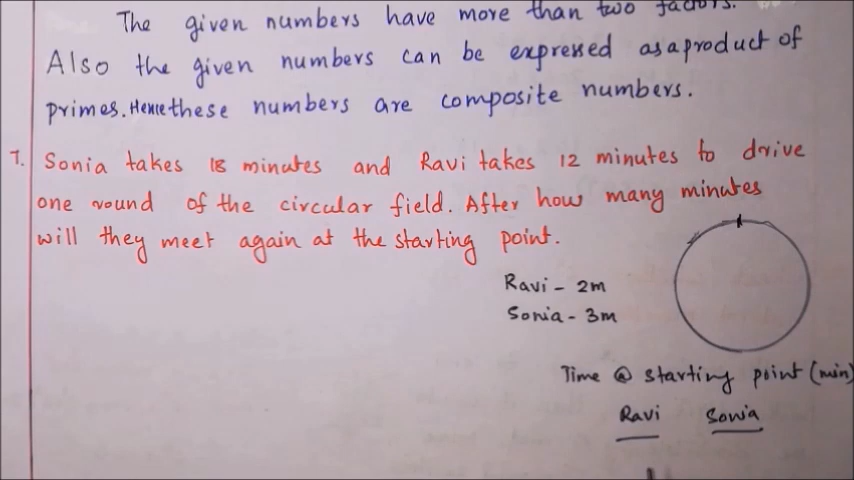 The given numbers have more than two factors.
Also the given numbers can be expressed as a product of
primes. Hence these numbers are composite numbers.
7. Sonia takes 18 minutes and Ravi takes 12 minutes to drive
one round of the circular field. After how many minutes
will they meet again at the starting point.
Ravi - 2m
Sonia - 3m
Time @ starting point (min)
Ravi Sonia